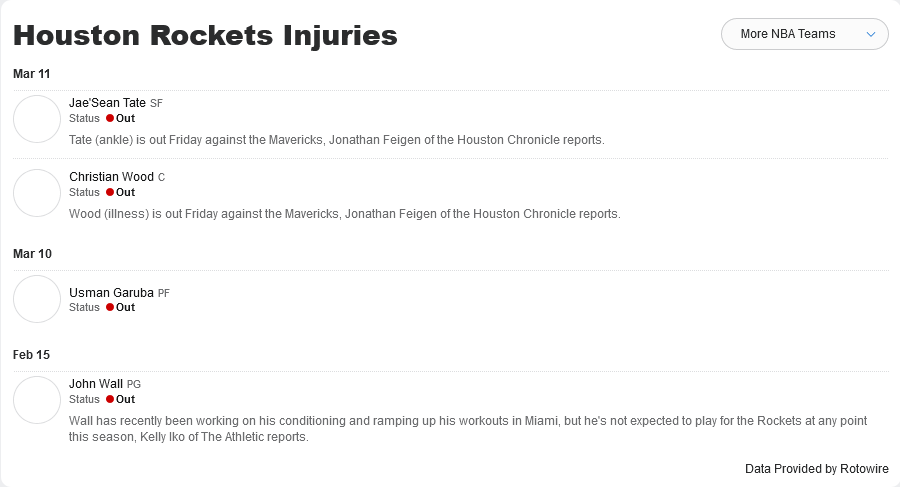 Houston Rockets Injuries
More NBA Teams
Mar 11
Jae'Sean Tate SF
Status Out
Tate (ankle) is out Friday against the Mavericks, Jonathan Feigen of the Houston Chronicle reports.
Christian Wood C
Status Out
Wood (illness) is out Friday against the Mavericks, Jonathan Feigen of the Houston Chronicle reports.
Mar 10
Usman Garuba PF
Status Out
Feb 15
John Wall PG
Status Out
Wall has recently been working on his conditioning and ramping up his workouts in Miami, but he's not expected to play for the Rockets at any point
this season, Kelly Iko of The Athletic reports.
Data Provided by Rotowire